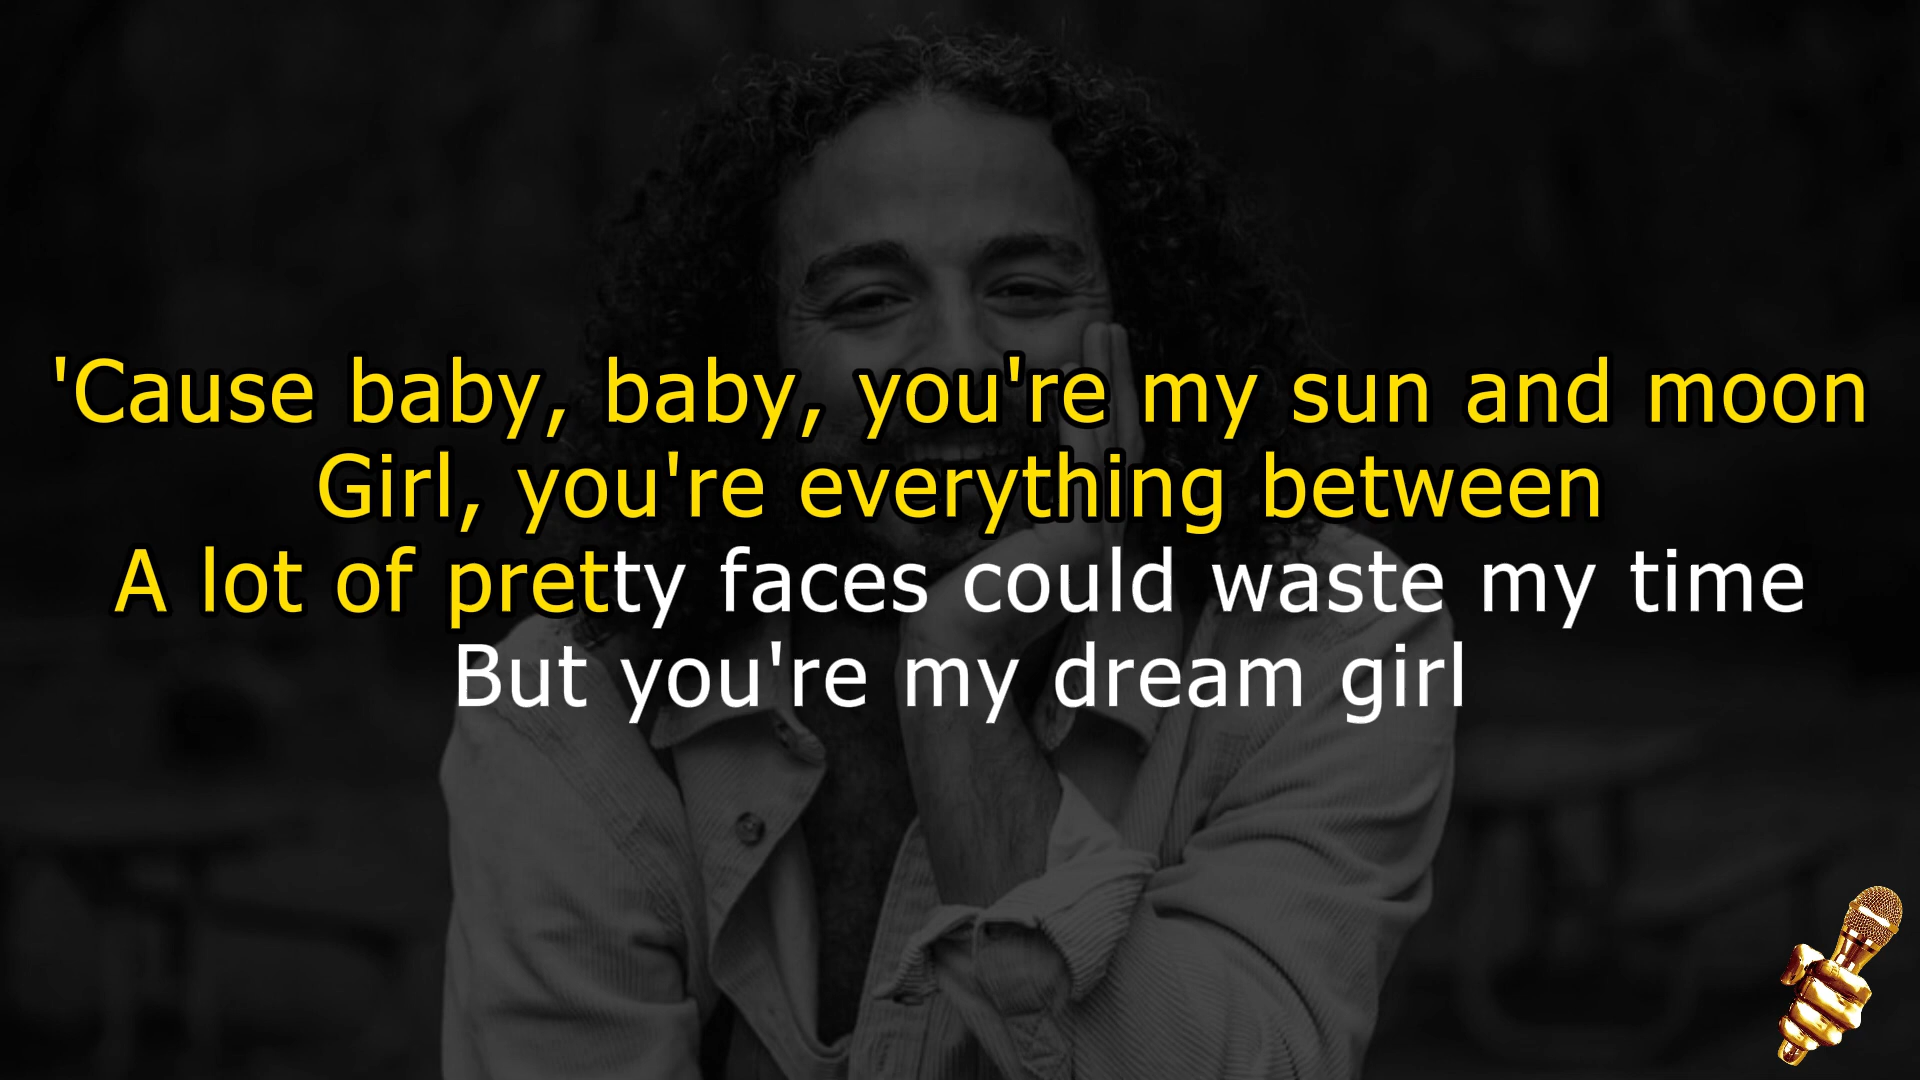 'Cause baby, baby, you're my sun and moon
Girl, you're everything between
A lot of pretty faces could waste my time
But you're my dream girl